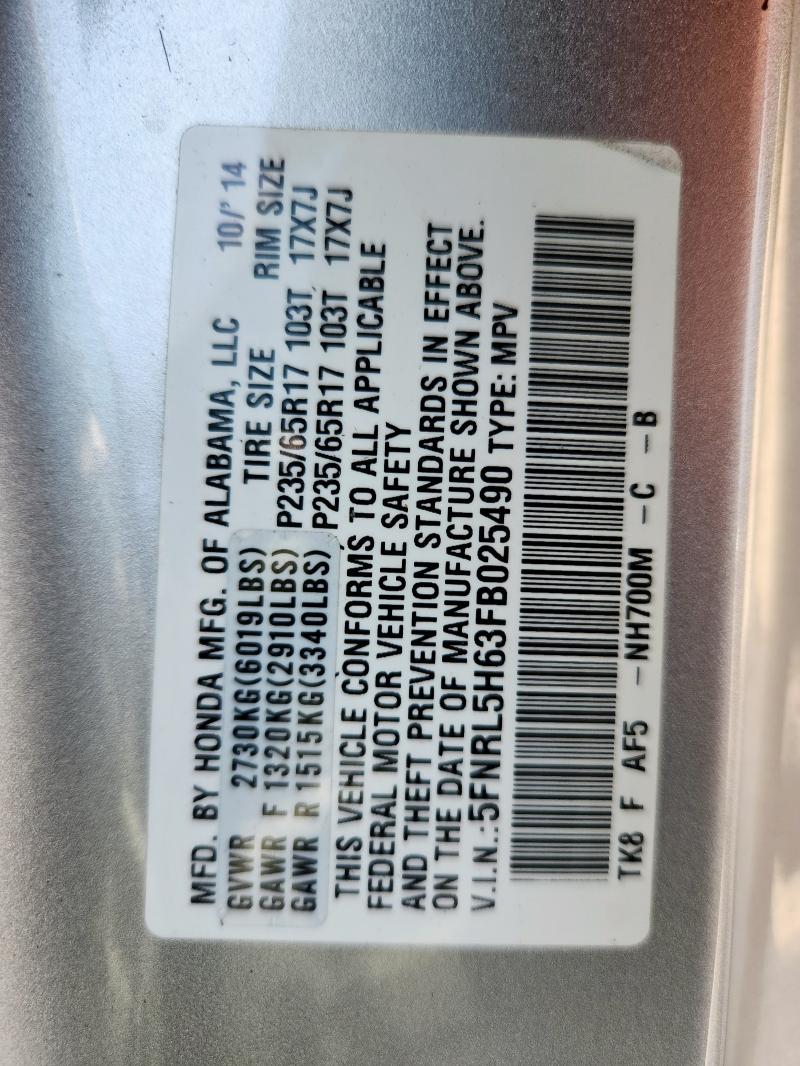 MFD. BY HONDA MFG. OF ALABAMA, LLC 10/'14
TIRE SIZE RIM SIZE
GVWR 2730KG(6019LBS)
GAWR F 1320KG(2910LBS) P235/65R17 103T 17X7J
GAWR R 1515KG(3340LBS) P235/65R17 103T 17X7J
THIS VEHICLE CONFORMS TO ALL APPLICABLE
FEDERAL MOTOR VEHICLE SAFETY
AND THEFT PREVENTION STANDARDS IN EFFECT
ON THE DATE OF MANUFACTURE SHOWN ABOVE.
V.I.N.:5FNRL5H63FB025490 TYPE: MPV
TK8 F AF5 -NH700M -C -B